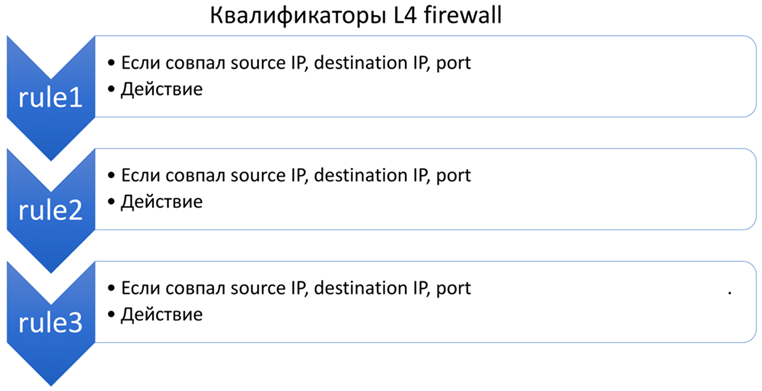 Квалификаторы L4 firewall
rule1
• Если совпал source IP, destination IP, port
• Действие
rule2
• Если совпал source IP, destination IP, port
• Действие
rule3
• Если совпал source IP, destination IP, port .
• Действие